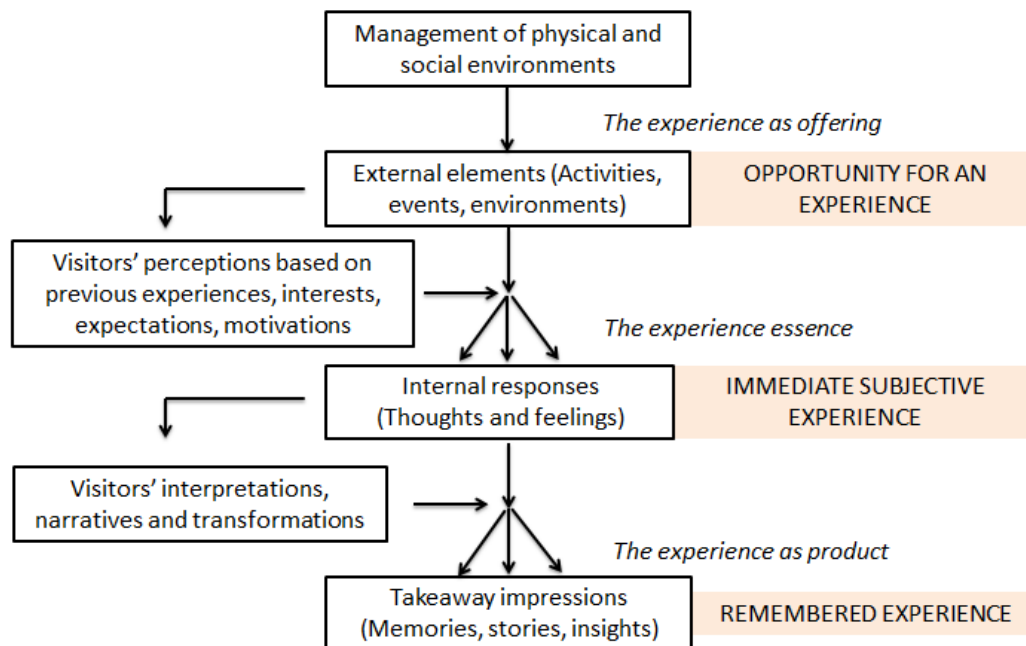 Management of physical and
social environments
The experience as offering
External elements (Activities,
events, environments)
OPPORTUNITY FOR AN
EXPERIENCE
Visitors’ perceptions based on
previous experiences, interests,
expectations, motivations
The experience essence
Internal responses
(Thoughts and feelings)
IMMEDIATE SUBJECTIVE
EXPERIENCE
Visitors’ interpretations,
narratives and transformations
The experience as product
Takeaway impressions
(Memories, stories, insights)
REMEMBERED EXPERIENCE